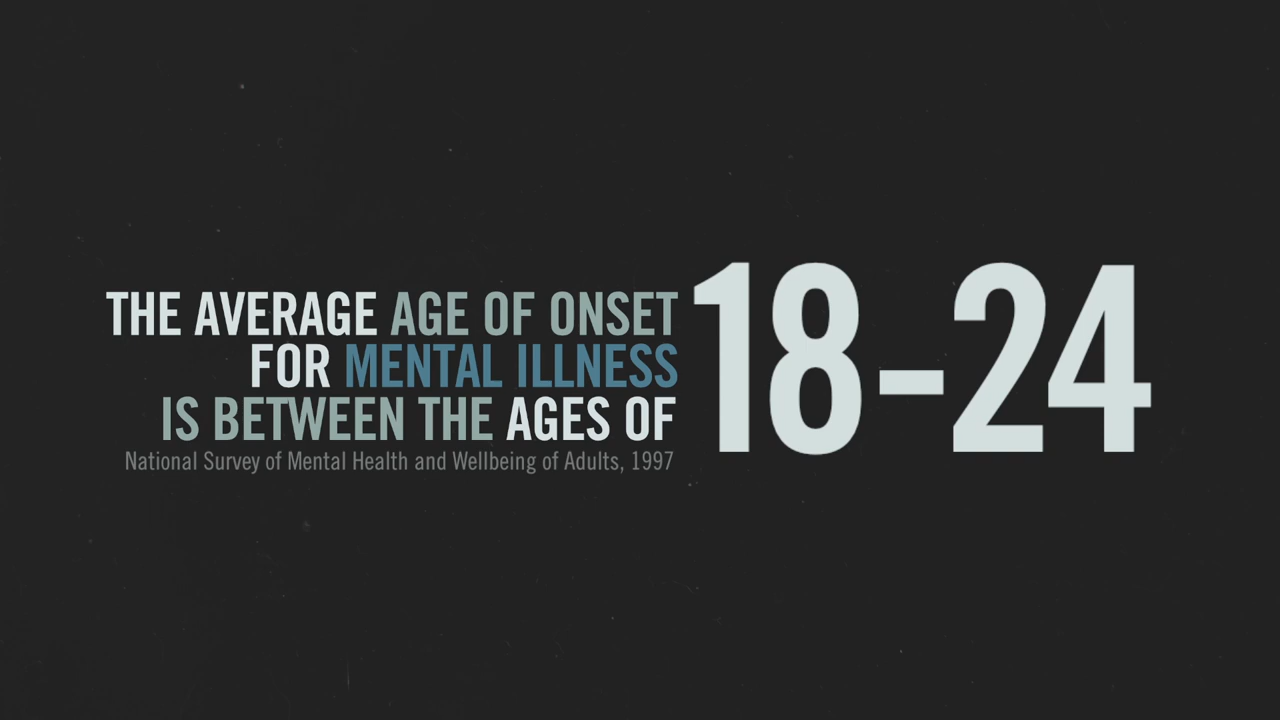 THE AVERAGE AGE OF ONSET
FOR MENTAL ILLNESS
IS BETWEEN THE AGES OF
18-24
National Survey of Mental Health and Wellbeing of Adults, 1997